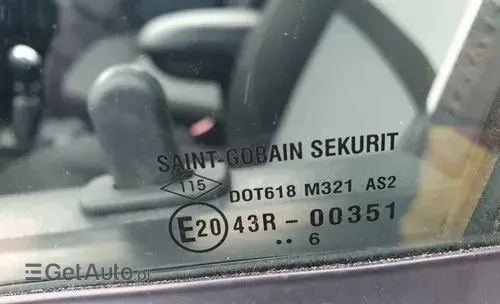 SAINT-GOBAIN SEKURIT
115 DOT618 M321 AS2
E20 43R - 00351
.. 6
GetAuto.pl